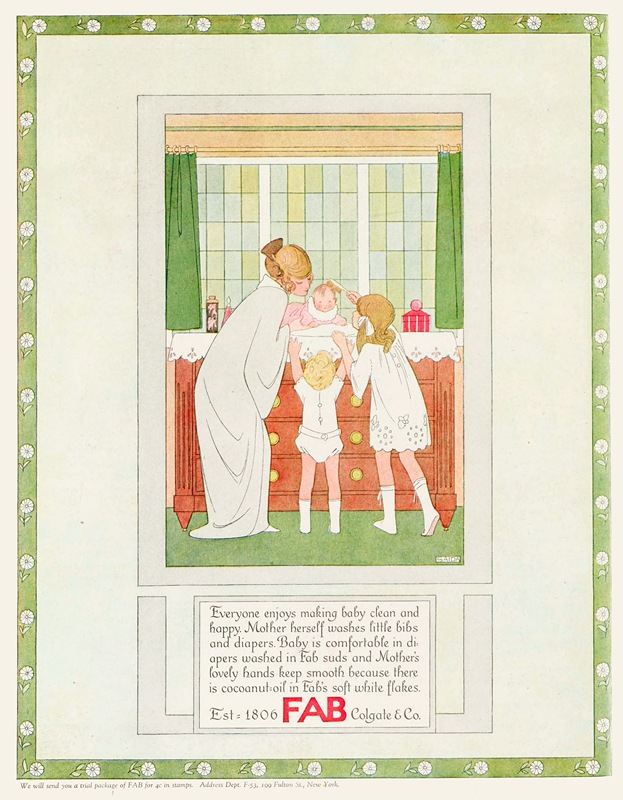 Everyone enjoys making baby clean and
happy. Mother herself washes little bibs
and diapers. Baby is comfortable in di-
apers washed in Fab suds and Mother's
lovely hands keep smooth because there
is cocoanut-oil in Fab's soft white flakes.
Est = 1806 FAB Colgate & Co.
We will send you a trial package of FAB for 4c in stamps. Address Dept. F-53, 199 Fulton St., New York.